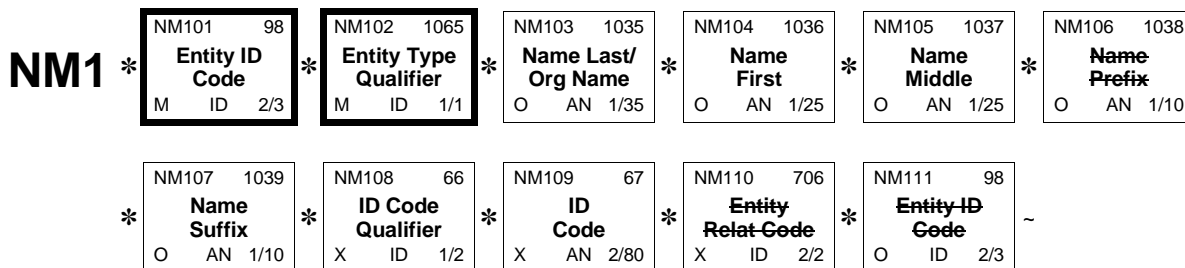 NM101 98 NM102 1065 NM103 1035 NM104 1036 NM105 1037 NM106 1038
NM1 * Entity ID Code * Entity Type Qualifier * Name Last/ Org Name * Name First * Name Middle * Name Prefix
M ID 2/3 M ID 1/1 O AN 1/35 O AN 1/25 O AN 1/25 O AN 1/10
NM107 1039 NM108 66 NM109 67 NM110 706 NM111 98
* Name Suffix * ID Code Qualifier * ID Code * Entity Relat Code * Entity ID Code ~
O AN 1/10 X ID 1/2 X AN 2/80 X ID 2/2 O ID 2/3